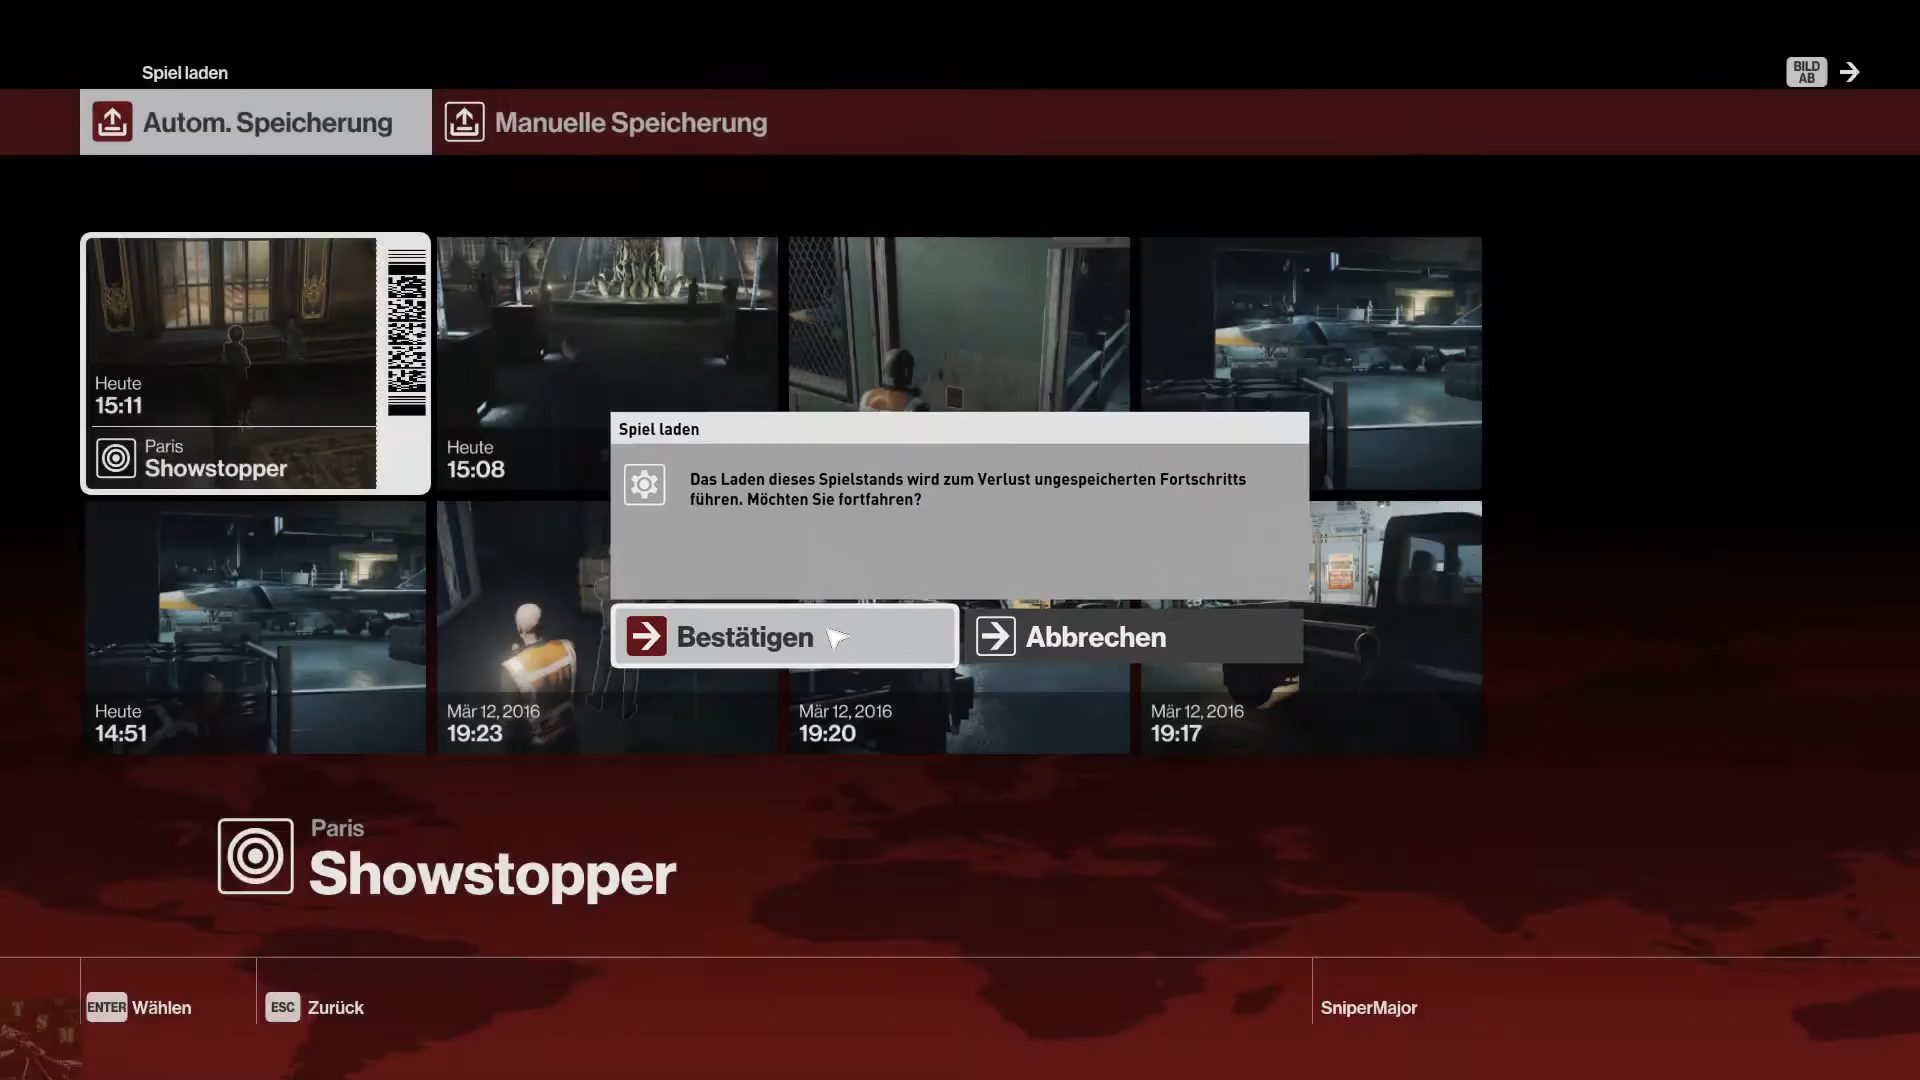 Spiel laden
BILD
AB
Autom. Speicherung
Manuelle Speicherung
Heute
15:11
Paris
Showstopper
Heute
15:08
Spiel laden
Das Laden dieses Spielstands wird zum Verlust ungespeicherten Fortschritts
führen. Möchten Sie fortfahren?
Bestätigen
Abbrechen
Heute
14:51
Mär 12, 2016
19:23
Mär 12, 2016
19:20
Mär 12, 2016
19:17
Paris
Showstopper
ENTER Wählen
ESC Zurück
SniperMajor
T S M